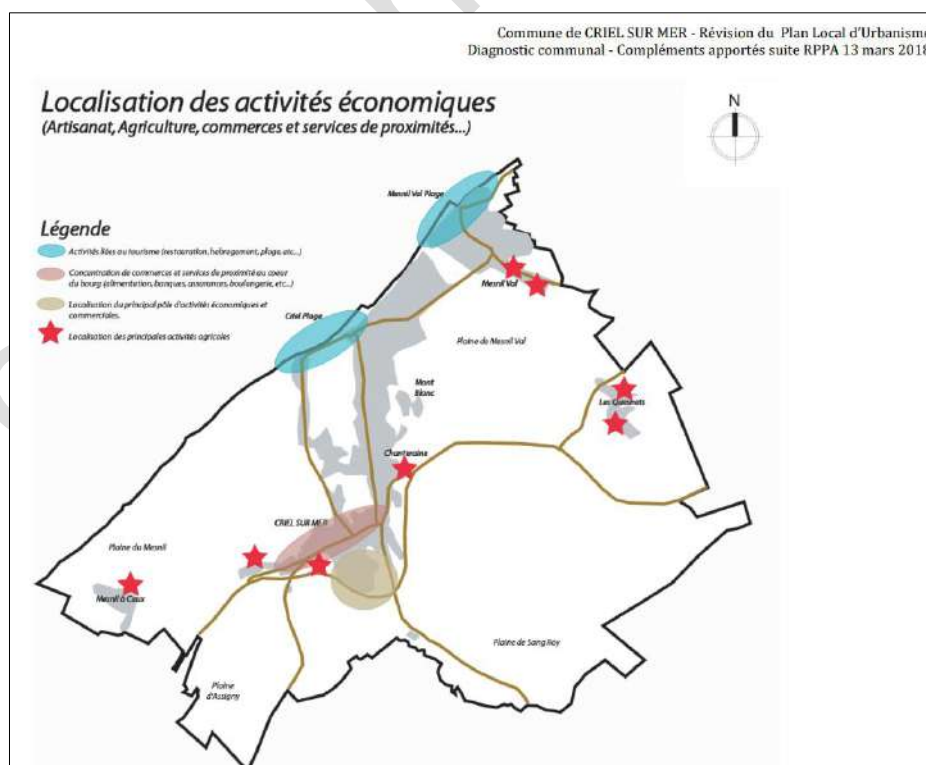 Commune de CRIEL SUR MER - Révision du Plan Local d'Urbanisme
Diagnostic communal - Compléments apportés suite RPPA 13 mars 2018
Localisation des activités économiques
(Artisanat, Agriculture, commerces et services de proximités...)
N
Mesnil Val Plage
Légende
Activités liées au tourisme (restauration, hebragement, plage, etc...)
Concentration de commerces et services de proximité au coeur
du bourg (alimentation, banques, assurances, boulangerie, etc...)
Localisation du principal pôle d'activités économiques et
commerciales.
Localisation des principales activités agricoles
Mesnil Val
Criel Plage
Plaine de Mesnil Val
Mont
Blanc
Les Quesnets
Chantereine
CRIEL SUR MER
Plaine du Mesnil
Mesnil à Caux
Plaine de Sang Roy
Plaine
d'Assigny